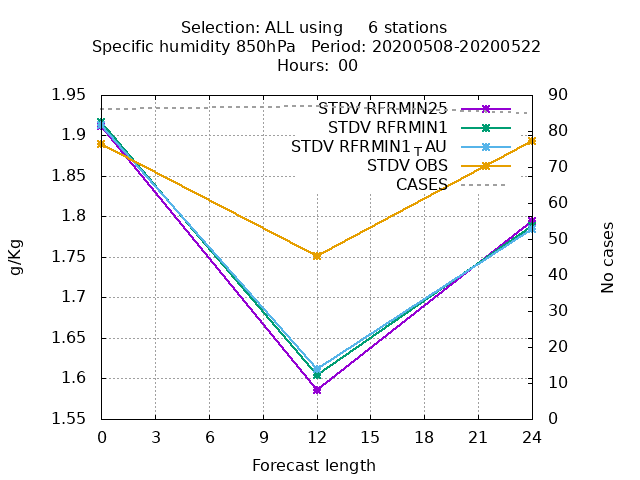 Selection: ALL using     6 stations
Specific humidity 850hPa   Period: 20200508-20200522
Hours:  00
1.95
1.9
1.85
1.8
1.75
1.7
1.65
1.6
1.55
g/Kg
STDV RFRMIN25
STDV RFRMIN1
STDV RFRMIN1TAU
STDV OBS
CASES
90
80
70
60
50
40
30
20
10
0
No cases
0 3 6 9 12 15 18 21 24
Forecast length